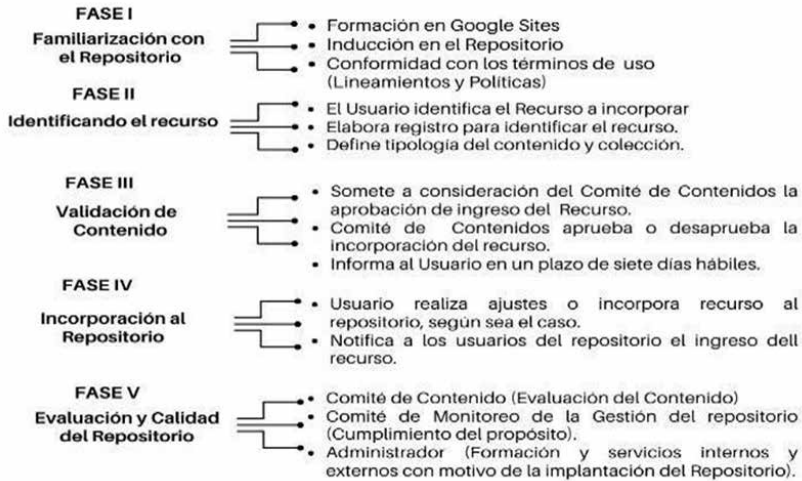 FASE I
Familiarización con
el Repositorio
• Formación en Google Sites
• Inducción en el Repositorio
• Conformidad con los términos de uso
(Lineamientos y Políticas)
FASE II
Identificando el recurso
• El Usuario identifica el Recurso a incorporar
• Elabora registro para identificar el recurso.
• Define tipología del contenido y colección.
FASE III
Validación de
Contenido
• Somete a consideración del Comité de Contenidos la
aprobación de ingreso del Recurso.
• Comité de Contenidos aprueba o desaprueba la
incorporación del recurso.
• Informa al Usuario en un plazo de siete días hábiles.
FASE IV
Incorporación al
Repositorio
• Usuario realiza ajustes o incorpora recurso al
repositorio, según sea el caso.
• Notifica a los usuarios del repositorio el ingreso dell
recurso.
FASE V
Evaluación y Calidad
del Repositorio
• Comité de Contenido (Evaluación del Contenido)
• Comité de Monitoreo de la Gestión del repositorio
(Cumplimiento del propósito).
• Administrador (Formación y servicios internos y
externos con motivo de la implantación del Repositorio).